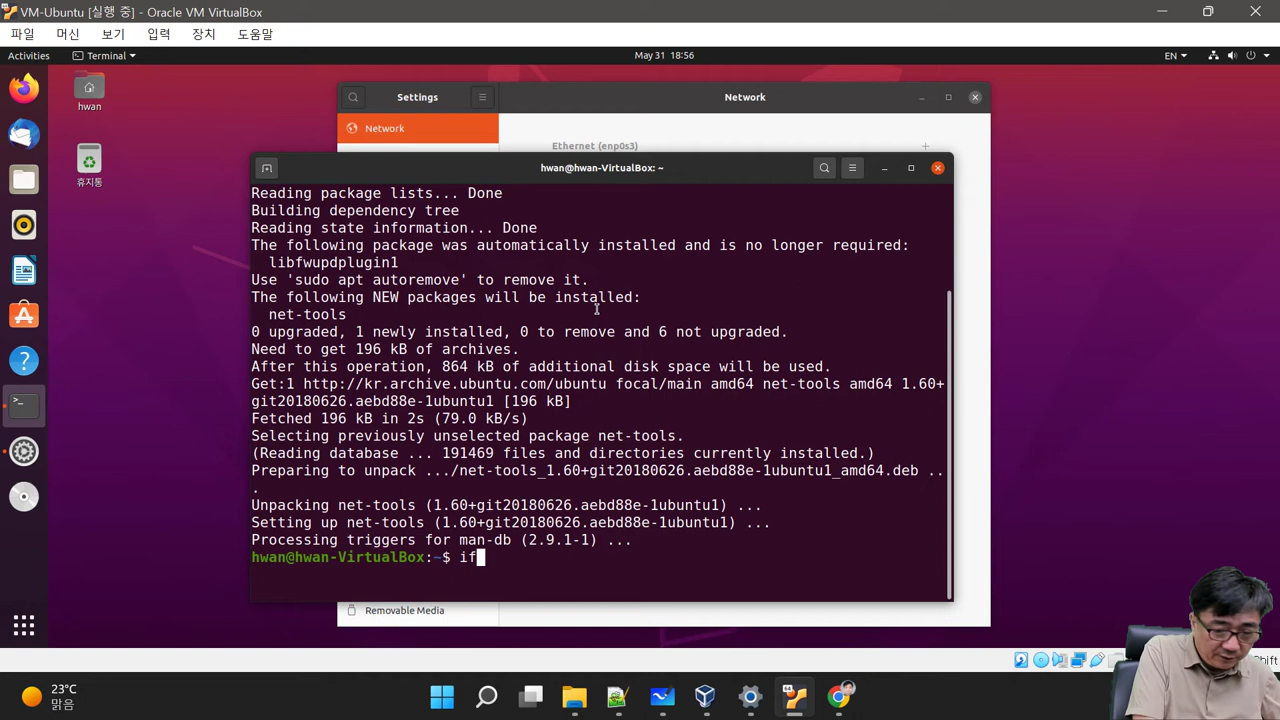 VM-Ubuntu [실행 중] - Oracle VM VirtualBox
파일 머신 보기 입력 장치 도움말
Activities Terminal May 31 18:56 EN
hwan
휴지통
Settings Network
Network
Ethernet (enp0s3)
hwan@hwan-VirtualBox: ~
Reading package lists... Done
Building dependency tree
Reading state information... Done
The following package was automatically installed and is no longer required:
libfwupdplugin1
Use 'sudo apt autoremove' to remove it.
The following NEW packages will be installed:
net-tools
0 upgraded, 1 newly installed, 0 to remove and 6 not upgraded.
Need to get 196 kB of archives.
After this operation, 864 kB of additional disk space will be used.
Get:1 http://kr.archive.ubuntu.com/ubuntu focal/main amd64 net-tools amd64 1.60+
git20180626.aebd88e-1ubuntu1 [196 kB]
Fetched 196 kB in 2s (79.0 kB/s)
Selecting previously unselected package net-tools.
(Reading database ... 191469 files and directories currently installed.)
Preparing to unpack .../net-tools_1.60+git20180626.aebd88e-1ubuntu1_amd64.deb ..
.
Unpacking net-tools (1.60+git20180626.aebd88e-1ubuntu1) ...
Setting up net-tools (1.60+git20180626.aebd88e-1ubuntu1) ...
Processing triggers for man-db (2.9.1-1) ...
hwan@hwan-VirtualBox:~$ if
Removable Media
Shift
23°C
맑음